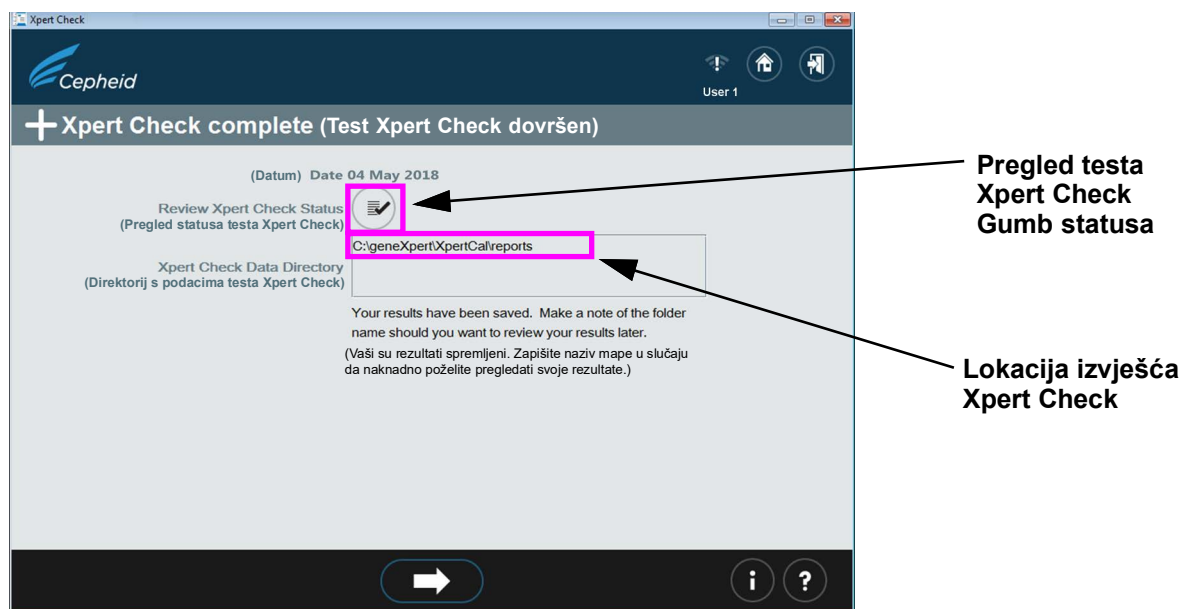 Xpert Check
Cepheid
User 1
Xpert Check complete (Test Xpert Check dovršen)
(Datum) Date 04 May 2018
Review Xpert Check Status
(Pregled statusa testa Xpert Check)
C:\geneXpert\XpertCal\reports
Xpert Check Data Directory
(Direktorij s podacima testa Xpert Check)
Your results have been saved. Make a note of the folder
name should you want to review your results later.
(Vaši su rezultati spremljeni. Zapišite naziv mape u slučaju
da naknadno poželite pregledati svoje rezultate.)
Pregled testa
Xpert Check
Gumb statusa
Lokacija izvješća
Xpert Check
i ?